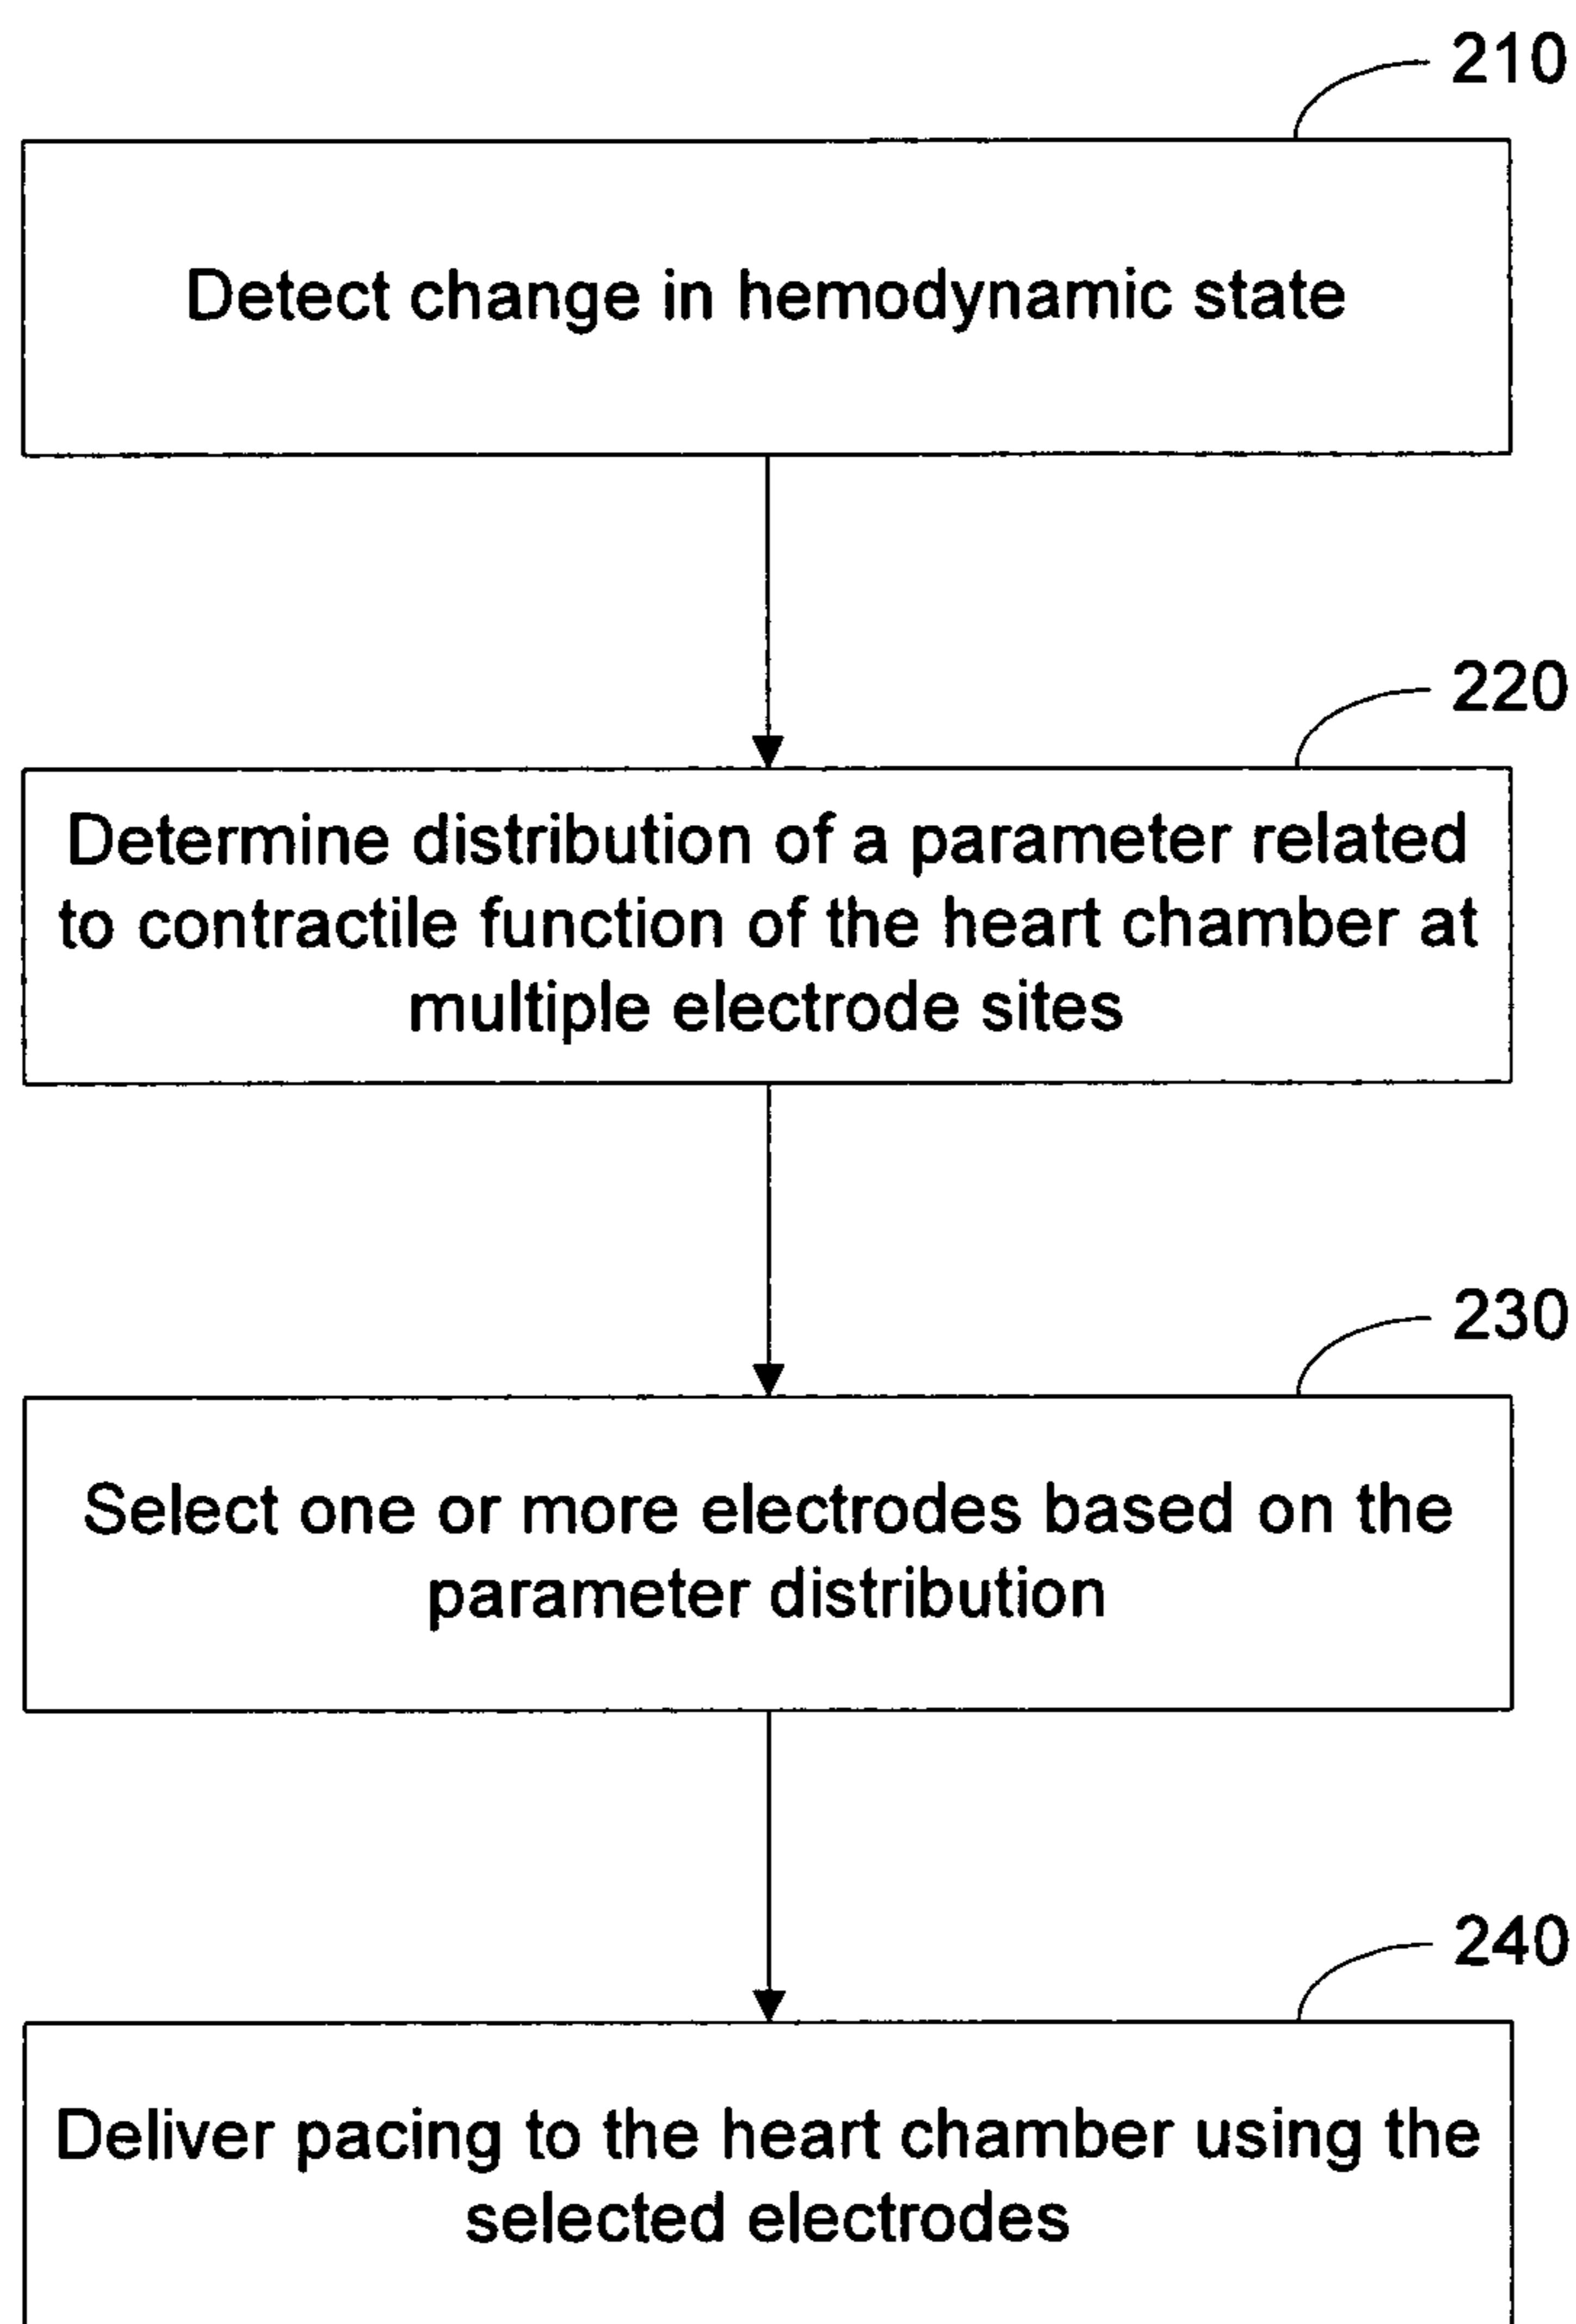 210
Detect change in hemodynamic state
220
Determine distribution of a parameter related
to contractile function of the heart chamber at
multiple electrode sites
230
Select one or more electrodes based on the
parameter distribution
240
Deliver pacing to the heart chamber using the
selected electrodes